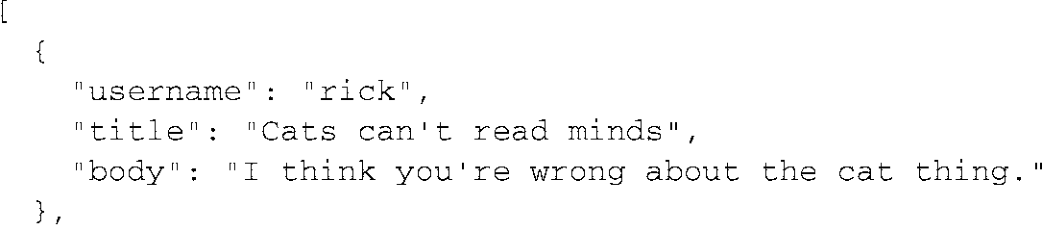 [
  {
    "username": "rick",
    "title": "Cats can't read minds",
    "body": "I think you're wrong about the cat thing."
  },